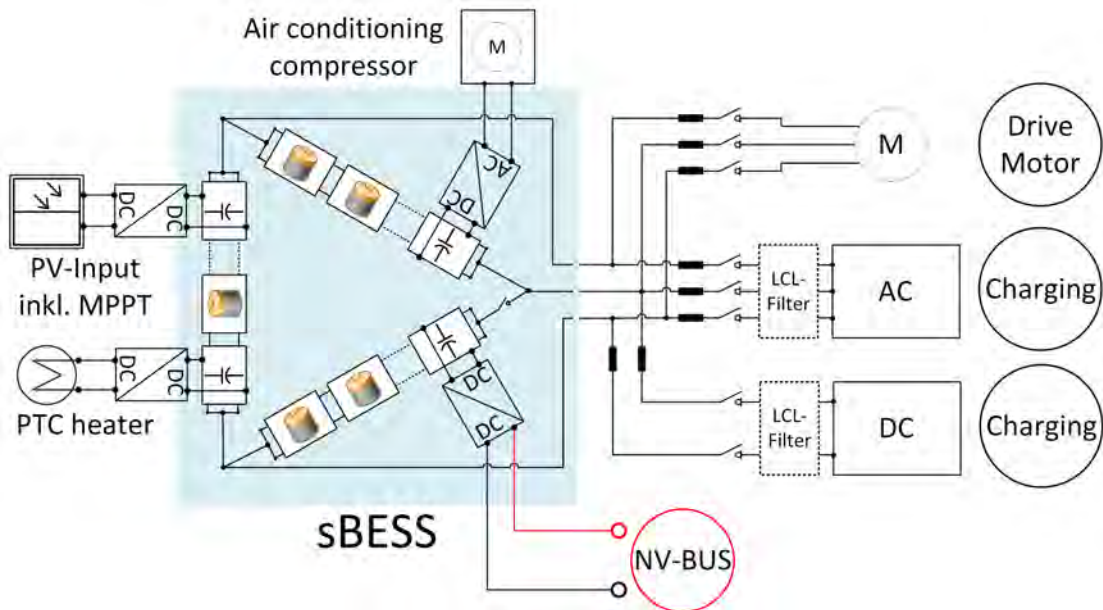 Air conditioning
compressor
M
AC
DC
PV-Input
inkl. MPPT
DC
DC
PTC heater
DC
DC
DC
DC
sBESS
NV-BUS
M
Drive
Motor
LCL-
Filter
AC
Charging
LCL-
Filter
DC
Charging